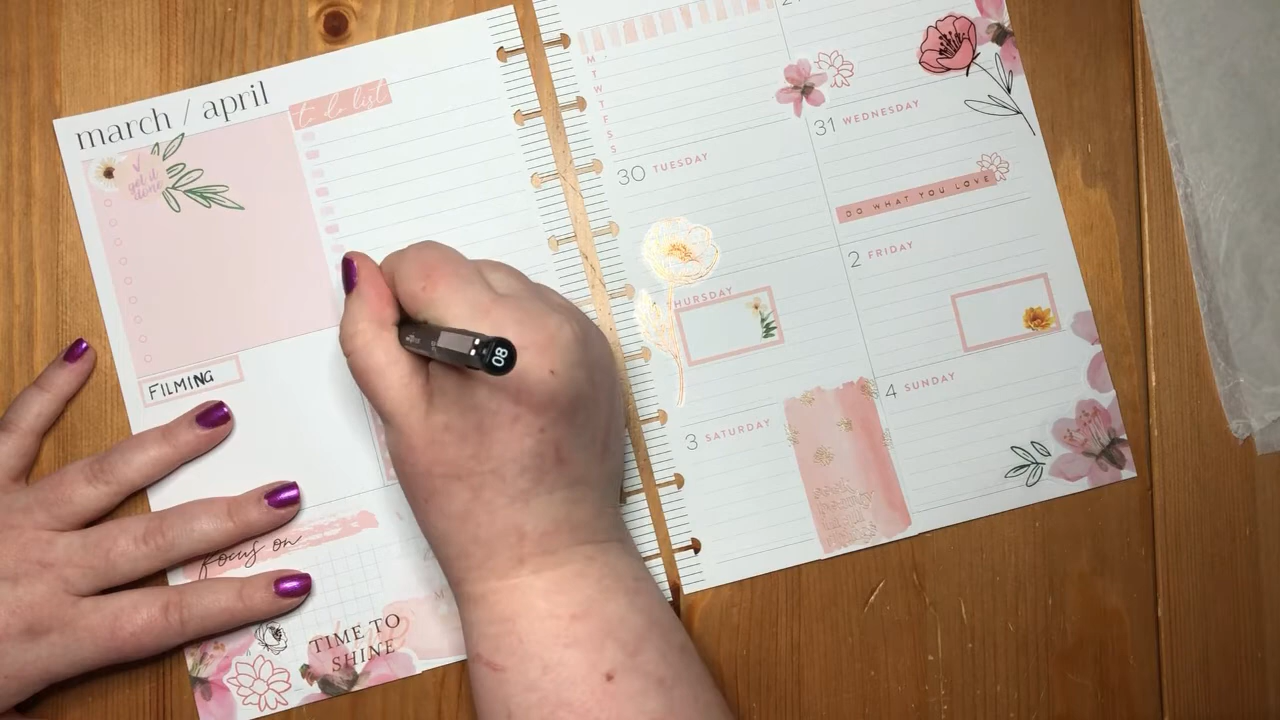 march / april
to do list
get it done
FILMING
focus on
TIME TO
SHINE
08
M
T
W
T
F
S
S
30 TUESDAY
31 WEDNESDAY
DO WHAT YOU LOVE
HURSDAY
2 FRIDAY
3 SATURDAY
4 SUNDAY